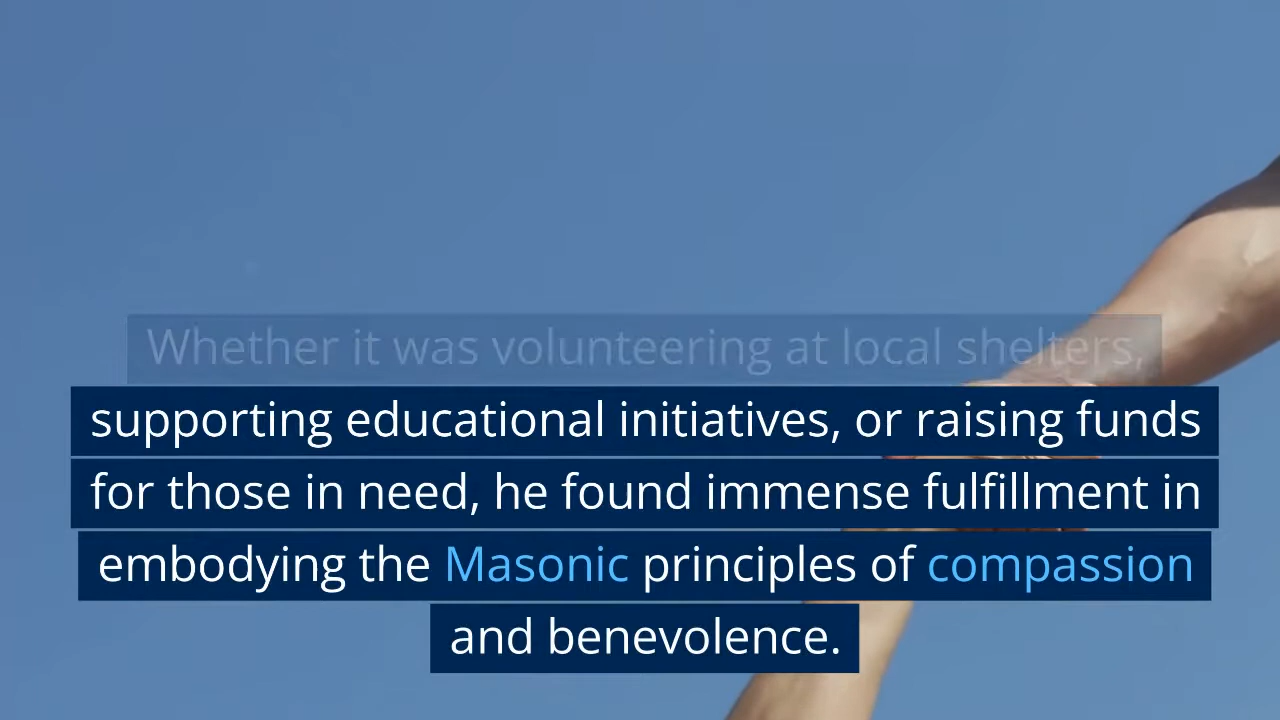 Whether it was volunteering at local shelters,
supporting educational initiatives, or raising funds
for those in need, he found immense fulfillment in
embodying the Masonic principles of compassion
and benevolence.